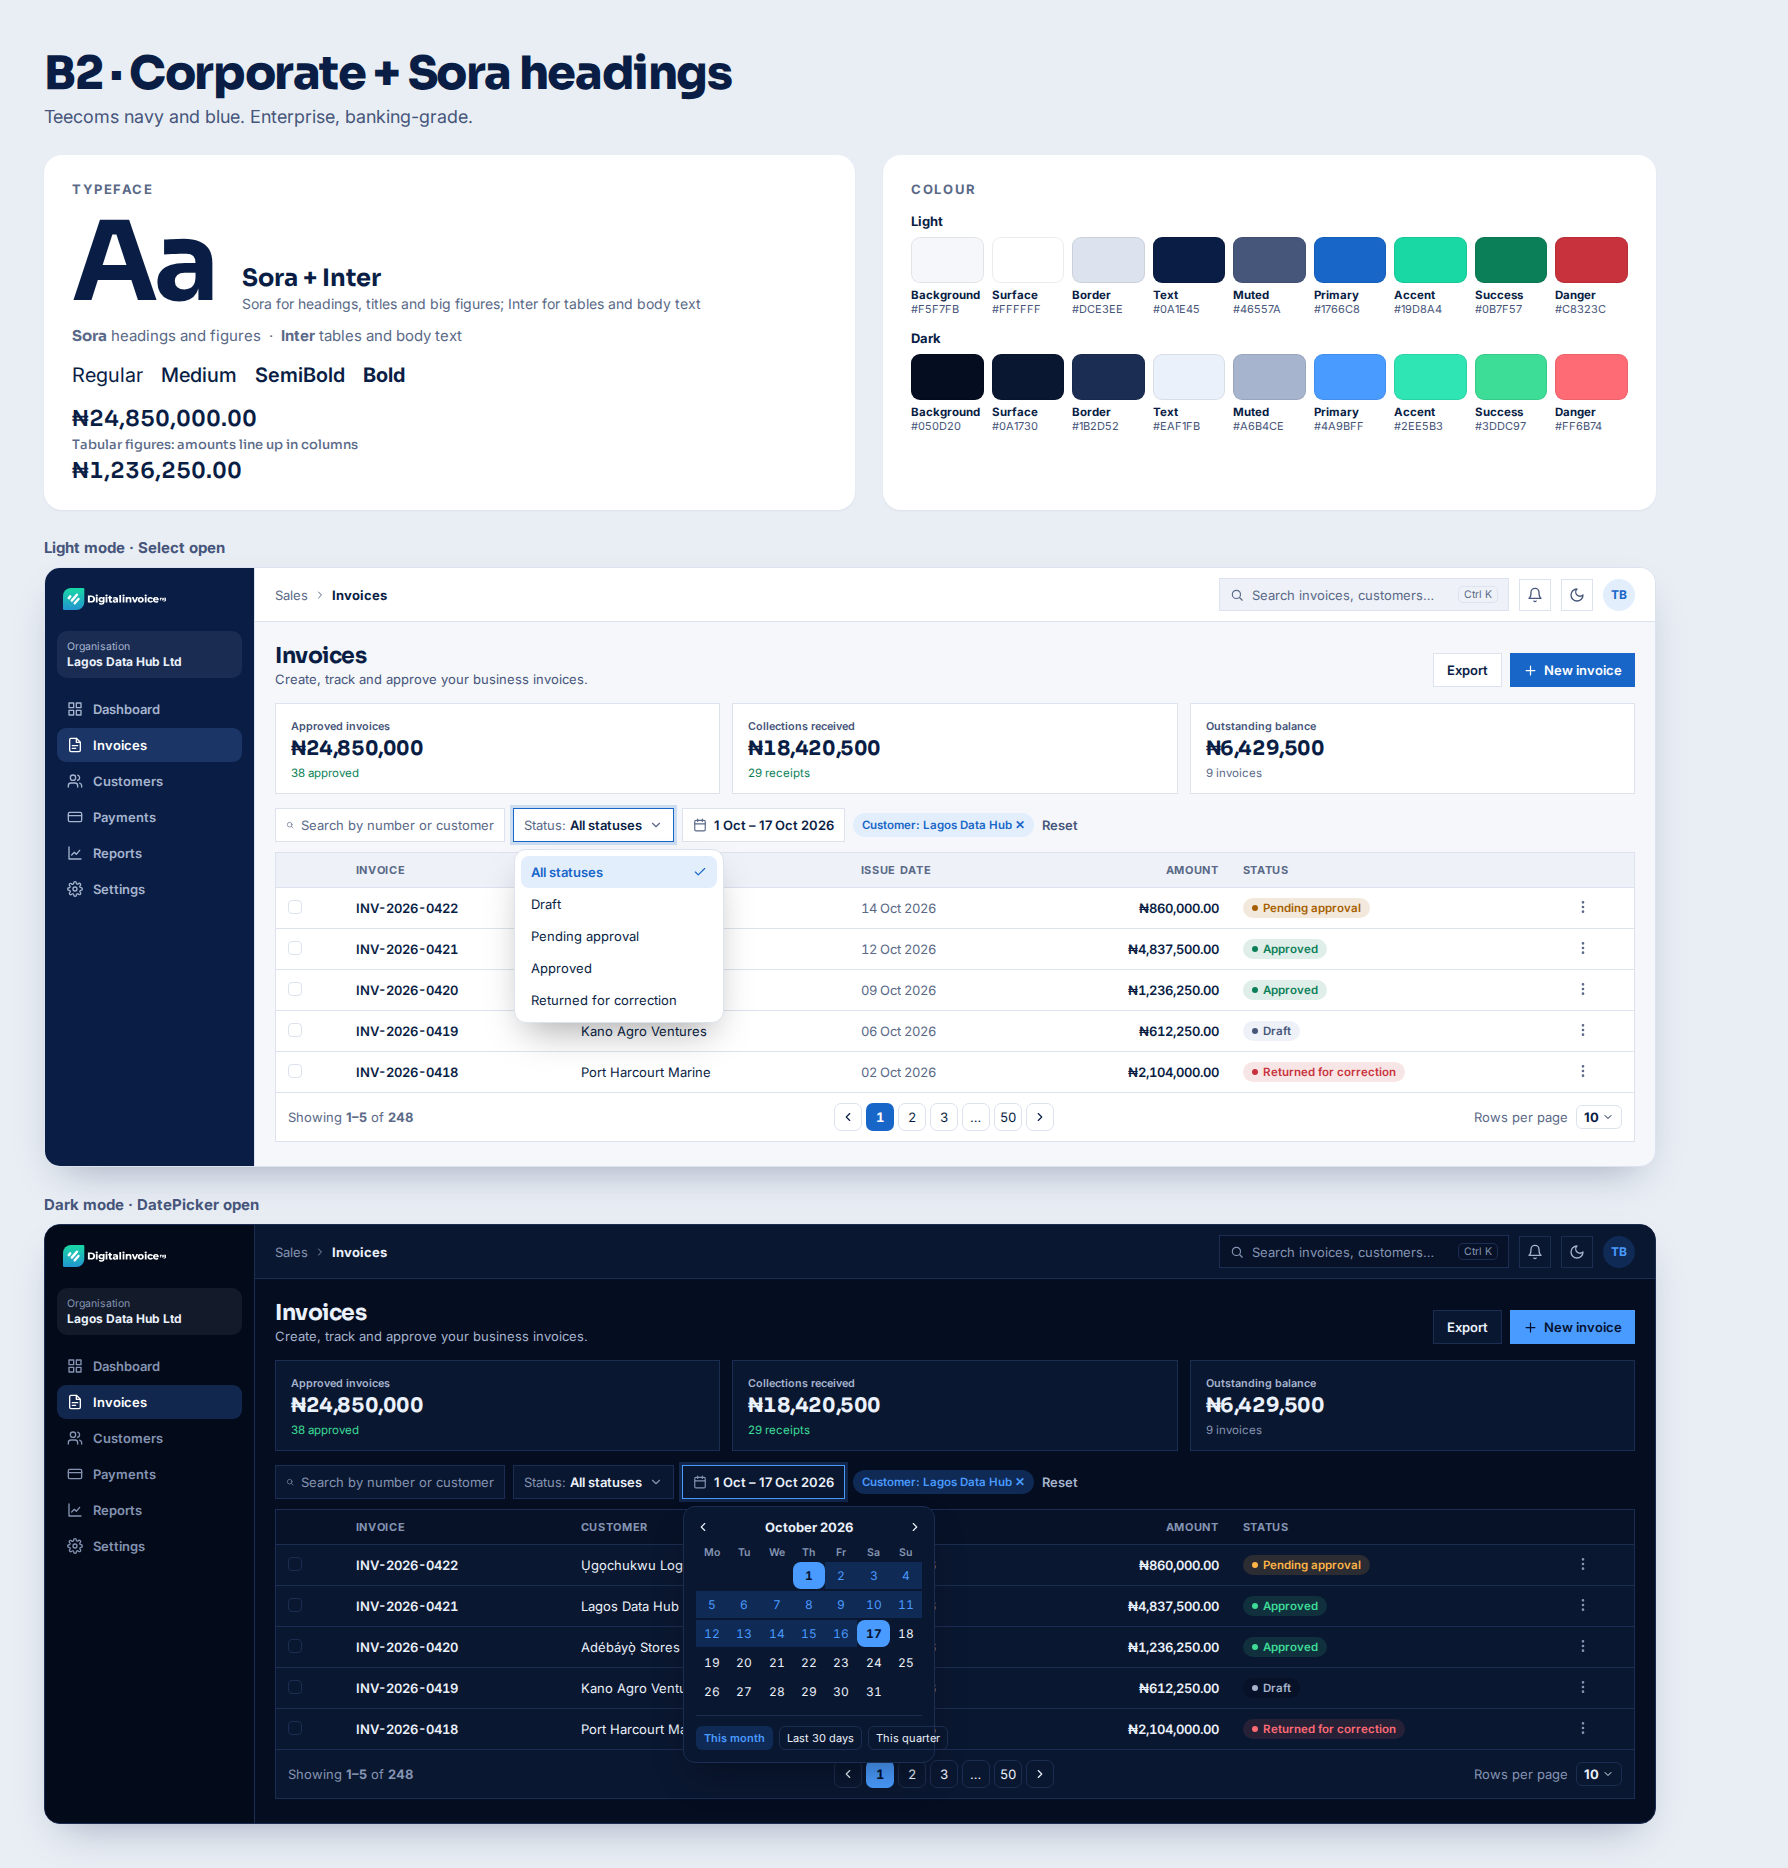 B2 · Corporate + Sora headings
Teecoms navy and blue. Enterprise, banking-grade.
TYPEFACE
Aa
Sora + Inter
Sora for headings, titles and big figures; Inter for tables and body text
Sora headings and figures · Inter tables and body text
Regular Medium SemiBold Bold
₦24,850,000.00
Tabular figures: amounts line up in columns
₦1,236,250.00
COLOUR
Light
Background Surface Border Text Muted Primary Accent Success Danger
#F5F7FB #FFFFFF #DCE3EE #0A1E45 #46557A #1766C8 #19D8A4 #0B7F57 #C8323C
Dark
Background Surface Border Text Muted Primary Accent Success Danger
#050D20 #0A1730 #1B2D52 #EAF1FB #A6B4CE #4A9BFF #2EE5B3 #3DDC97 #FF6B74
Light mode · Select open
Digitalinvoice
Organisation
Lagos Data Hub Ltd
Dashboard
Invoices
Customers
Payments
Reports
Settings
Sales > Invoices
Search invoices, customers... Ctrl K
TB
Invoices
Create, track and approve your business invoices.
Export + New invoice
Approved invoices
₦24,850,000
38 approved
Collections received
₦18,420,500
29 receipts
Outstanding balance
₦6,429,500
9 invoices
Search by number or customer Status: All statuses 1 Oct – 17 Oct 2026 Customer: Lagos Data Hub ✕ Reset
All statuses
Draft
Pending approval
Approved
Returned for correction
INVOICE ISSUE DATE AMOUNT STATUS
INV-2026-0422 14 Oct 2026 ₦860,000.00 Pending approval
INV-2026-0421 12 Oct 2026 ₦4,837,500.00 Approved
INV-2026-0420 09 Oct 2026 ₦1,236,250.00 Approved
INV-2026-0419 Kano Agro Ventures 06 Oct 2026 ₦612,250.00 Draft
INV-2026-0418 Port Harcourt Marine 02 Oct 2026 ₦2,104,000.00 Returned for correction
Showing 1–5 of 248 1 2 3 ... 50 Rows per page 10
Dark mode · DatePicker open
Digitalinvoice
Organisation
Lagos Data Hub Ltd
Dashboard
Invoices
Customers
Payments
Reports
Settings
Sales > Invoices
Search invoices, customers... Ctrl K
TB
Invoices
Create, track and approve your business invoices.
Export + New invoice
Approved invoices
₦24,850,000
38 approved
Collections received
₦18,420,500
29 receipts
Outstanding balance
₦6,429,500
9 invoices
Search by number or customer Status: All statuses 1 Oct – 17 Oct 2026 Customer: Lagos Data Hub ✕ Reset
October 2026
Mo Tu We Th Fr Sa Su
1 2 3 4
5 6 7 8 9 10 11
12 13 14 15 16 17 18
19 20 21 22 23 24 25
26 27 28 29 30 31
This month Last 30 days This quarter
INVOICE CUSTOMER AMOUNT STATUS
INV-2026-0422 Ụgọchukwu Log ₦860,000.00 Pending approval
INV-2026-0421 Lagos Data Hub ₦4,837,500.00 Approved
INV-2026-0420 Adébáyọ̀ Stores ₦1,236,250.00 Approved
INV-2026-0419 Kano Agro Ventu ₦612,250.00 Draft
INV-2026-0418 Port Harcourt Ma ₦2,104,000.00 Returned for correction
Showing 1–5 of 248 1 2 3 ... 50 Rows per page 10